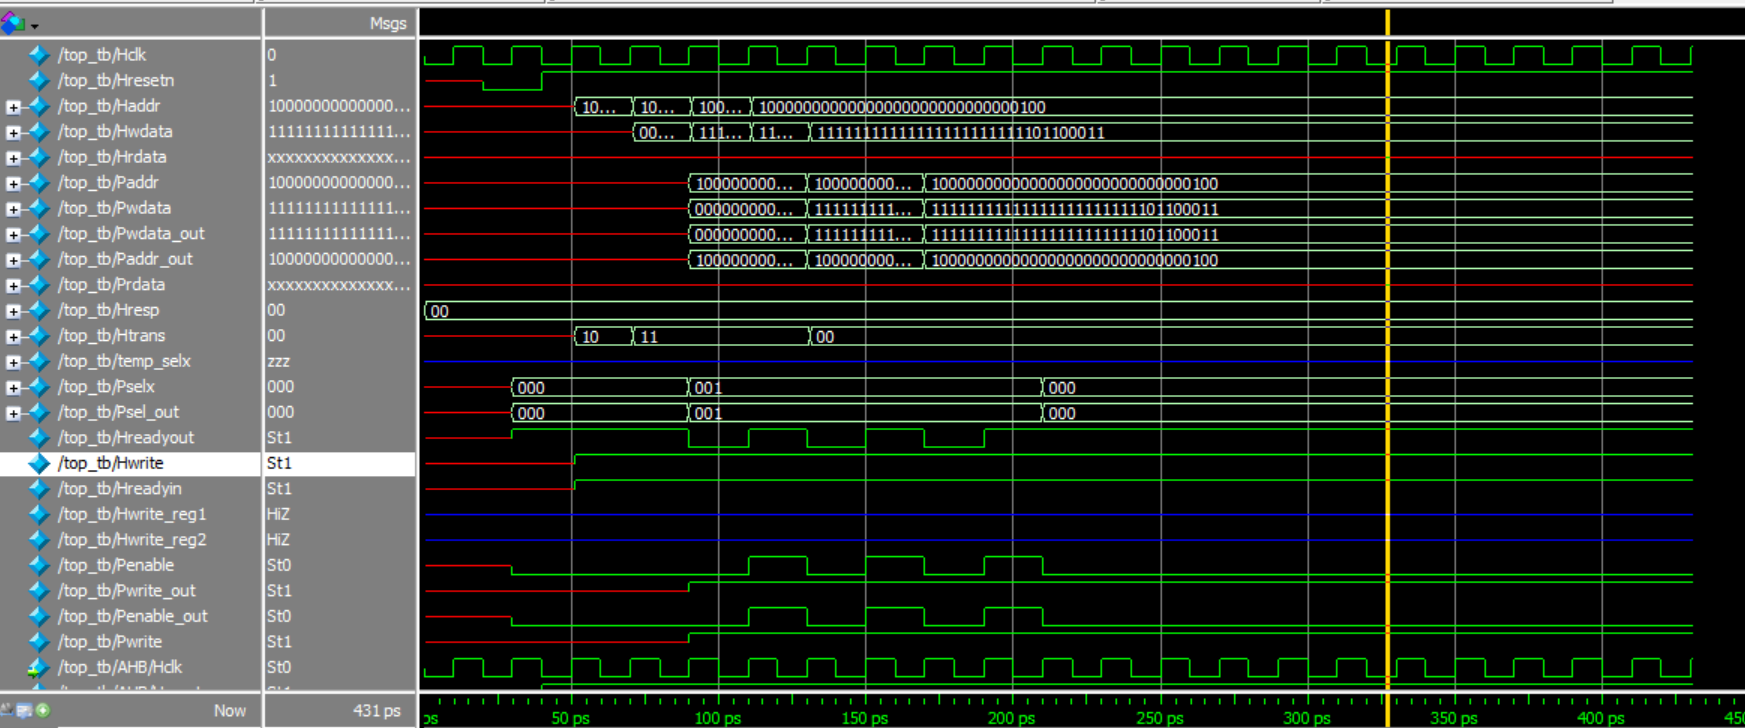 Msgs
/top_tb/Hclk 0
/top_tb/Hresetn 1
/top_tb/Haddr 10000000000000... 10... 10... 100... 10000000000000000000000000000100
/top_tb/Hwdata 11111111111111... 00... 111... 11... 11111111111111111111111101100011
/top_tb/Hrdata xxxxxxxxxxxxxx...
/top_tb/Paddr 10000000000000... 100000000... 100000000... 10000000000000000000000000000100
/top_tb/Pwdata 11111111111111... 000000000... 111111111... 11111111111111111111111101100011
/top_tb/Pwdata_out 11111111111111... 000000000... 111111111... 11111111111111111111111101100011
/top_tb/Paddr_out 10000000000000... 100000000... 100000000... 10000000000000000000000000000100
/top_tb/Prdata xxxxxxxxxxxxxx...
/top_tb/Hresp 00 00
/top_tb/Htrans 00 10 11 00
/top_tb/temp_selx zzz
/top_tb/Pselx 000 000 001 000
/top_tb/Psel_out 000 000 001 000
/top_tb/Hreadyout St1
/top_tb/Hwrite St1
/top_tb/Hreadyin St1
/top_tb/Hwrite_reg1 HiZ
/top_tb/Hwrite_reg2 HiZ
/top_tb/Penable St0
/top_tb/Pwrite_out St1
/top_tb/Penable_out St0
/top_tb/Pwrite St1
/top_tb/AHB/Hclk St0
Now 431 ps ps 50 ps 100 ps 150 ps 200 ps 250 ps 300 ps 350 ps 400 ps 450